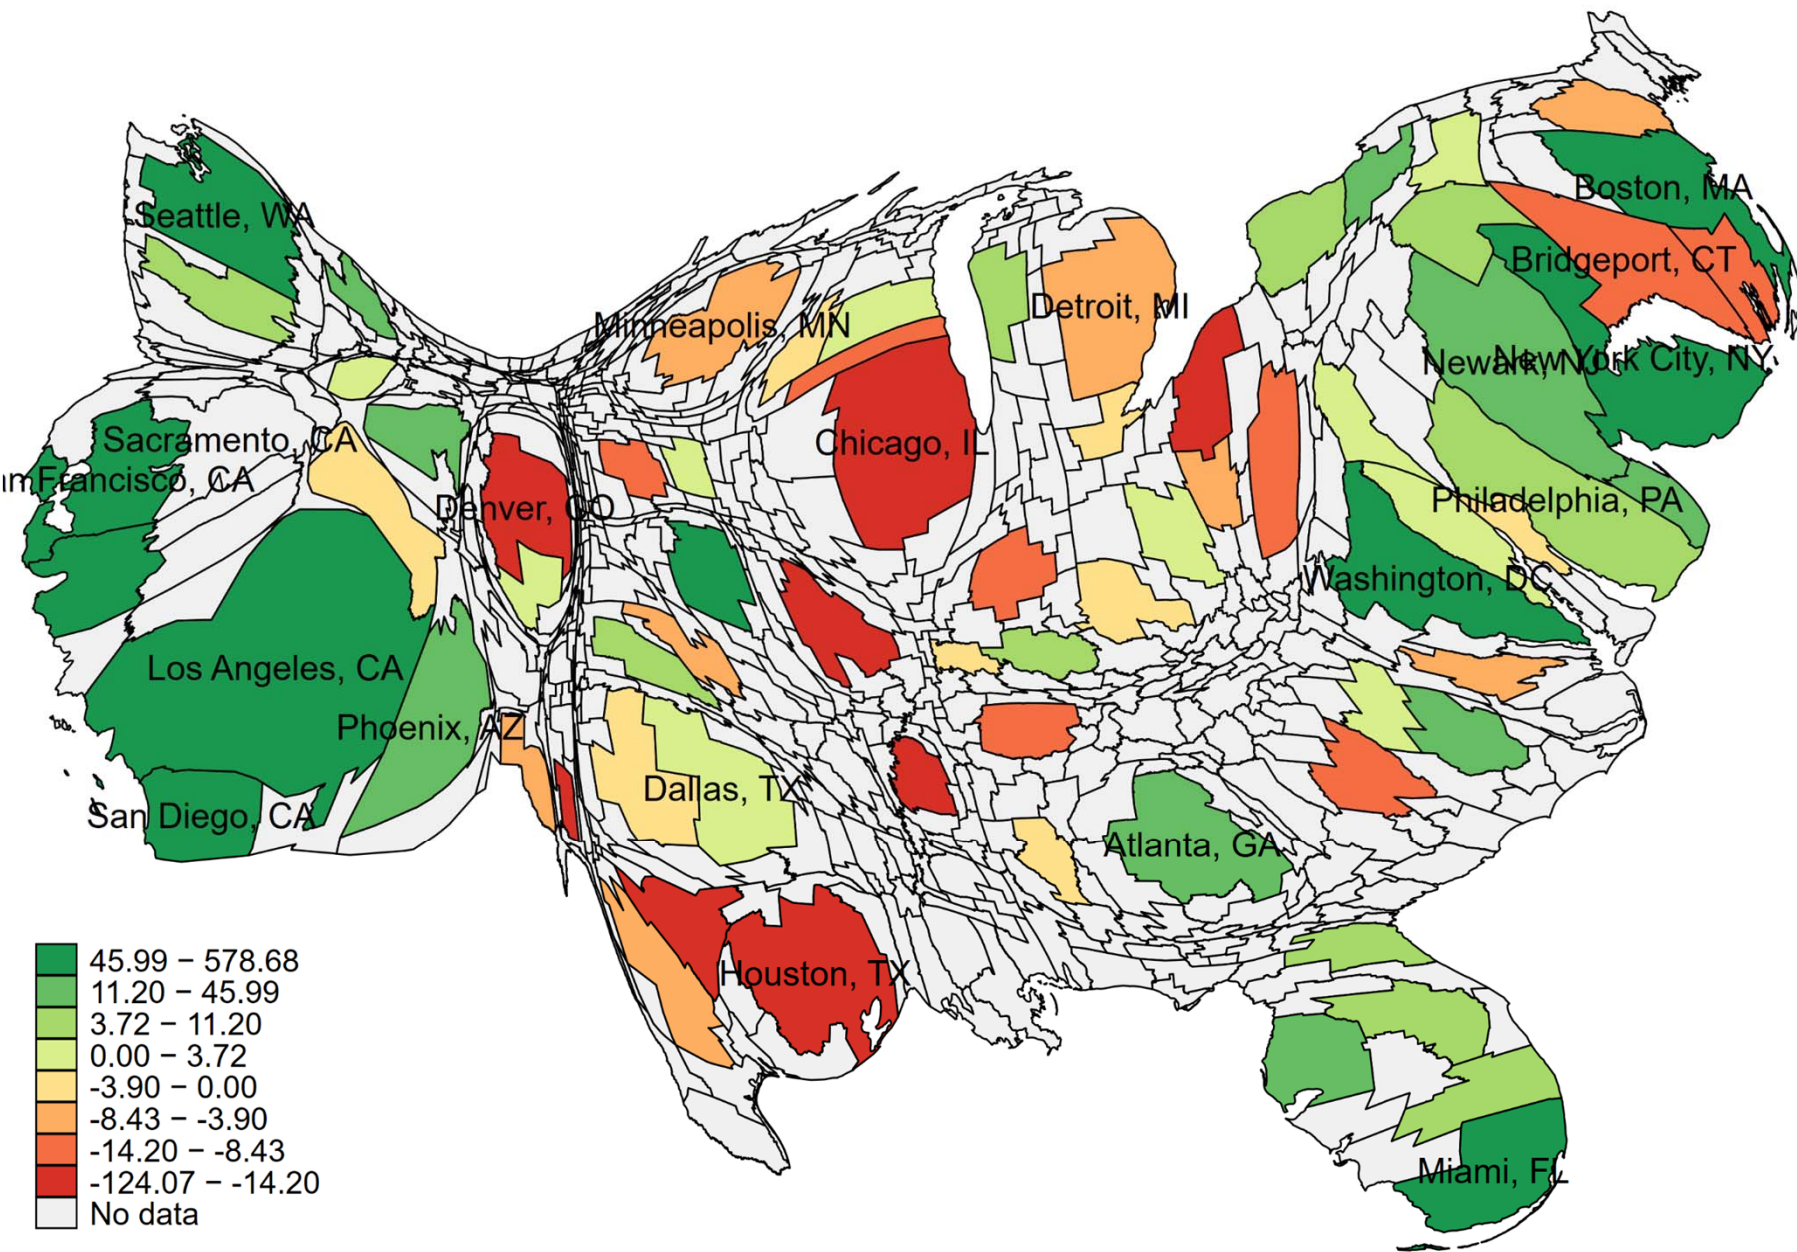 Boston, MA
Seattle, WA
Bridgeport, CT
Detroit, MI
Minneapolis, MN
Newark, NJ
New York City, NY
Sacramento, CA
Chicago, IL
Francisco, CA
Denver, CO
Philadelphia, PA
Washington, DC
Los Angeles, CA
Phoenix, AZ
Dallas, TX
San Diego, CA
Atlanta, GA
Houston, TX
Miami, FL
45.99 − 578.68
11.20 − 45.99
3.72 − 11.20
0.00 − 3.72
-3.90 − 0.00
-8.43 − -3.90
-14.20 − -8.43
-124.07 − -14.20
No data